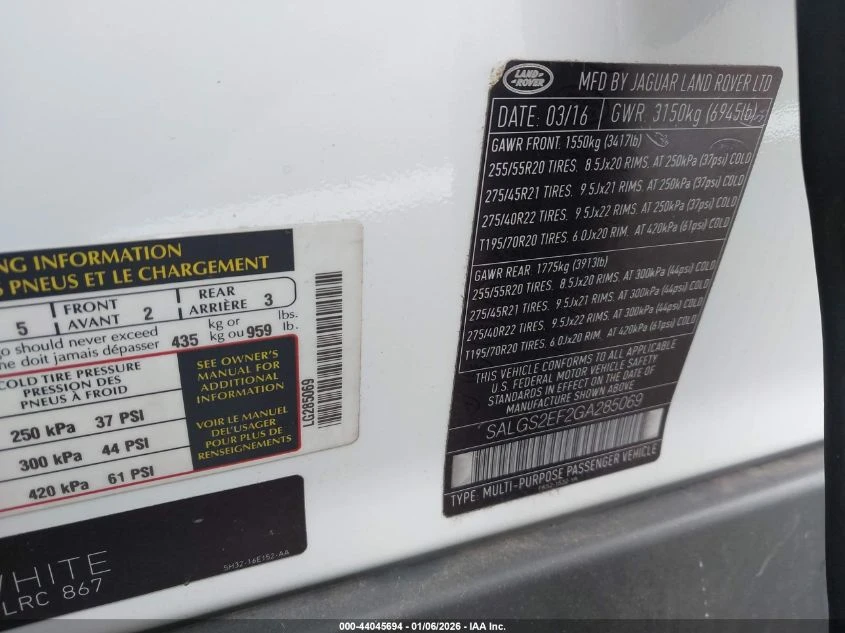 LAND ROVER
MFD BY JAGUAR LAND ROVER LTD
DATE: 03/16 GWR: 3150kg (6945lb)
GAWR FRONT: 1550kg (3417lb)
255/55R20 TIRES. 8.5Jx20 RIMS. AT 250kPa (37psi) COLD
275/45R21 TIRES. 9.5Jx21 RIMS. AT 250kPa (37psi) COLD
275/40R22 TIRES. 9.5Jx22 RIMS. AT 250kPa (37psi) COLD
T195/70R20 TIRES. 6.0Jx20 RIM. AT 420kPa (61psi) COLD
GAWR REAR: 1775kg (3913lb)
255/55R20 TIRES. 8.5Jx20 RIMS. AT 300kPa (44psi) COLD
275/45R21 TIRES. 9.5Jx21 RIMS. AT 300kPa (44psi) COLD
275/40R22 TIRES. 9.5Jx22 RIMS. AT 300kPa (44psi) COLD
T195/70R20 TIRES. 6.0Jx20 RIM. AT 420kPa (61psi) COLD
THIS VEHICLE CONFORMS TO ALL APPLICABLE
U.S. FEDERAL MOTOR VEHICLE SAFETY
STANDARDS IN EFFECT ON THE DATE OF
MANUFACTURE SHOWN ABOVE
SALGS2EF2GA285069
TYPE: MULTI-PURPOSE PASSENGER VEHICLE
NG INFORMATION
S PNEUS ET LE CHARGEMENT
5 FRONT AVANT 2 REAR ARRIÈRE 3
go should never exceed
ne doit jamais dépasser 435 kg or kg ou 959 lbs. lb.
COLD TIRE PRESSURE
PRESSION DES
PNEUS À FROID
250 kPa 37 PSI
300 kPa 44 PSI
420 kPa 61 PSI
SEE OWNER'S
MANUAL FOR
ADDITIONAL
INFORMATION
VOIR LE MANUEL
DE L'USAGER
POUR PLUS DE
RENSEIGNEMENTS
LG285069
WHITE
LRC 867
5H32-16E152-AA
000-44045694 - 01/06/2026 - IAA Inc.